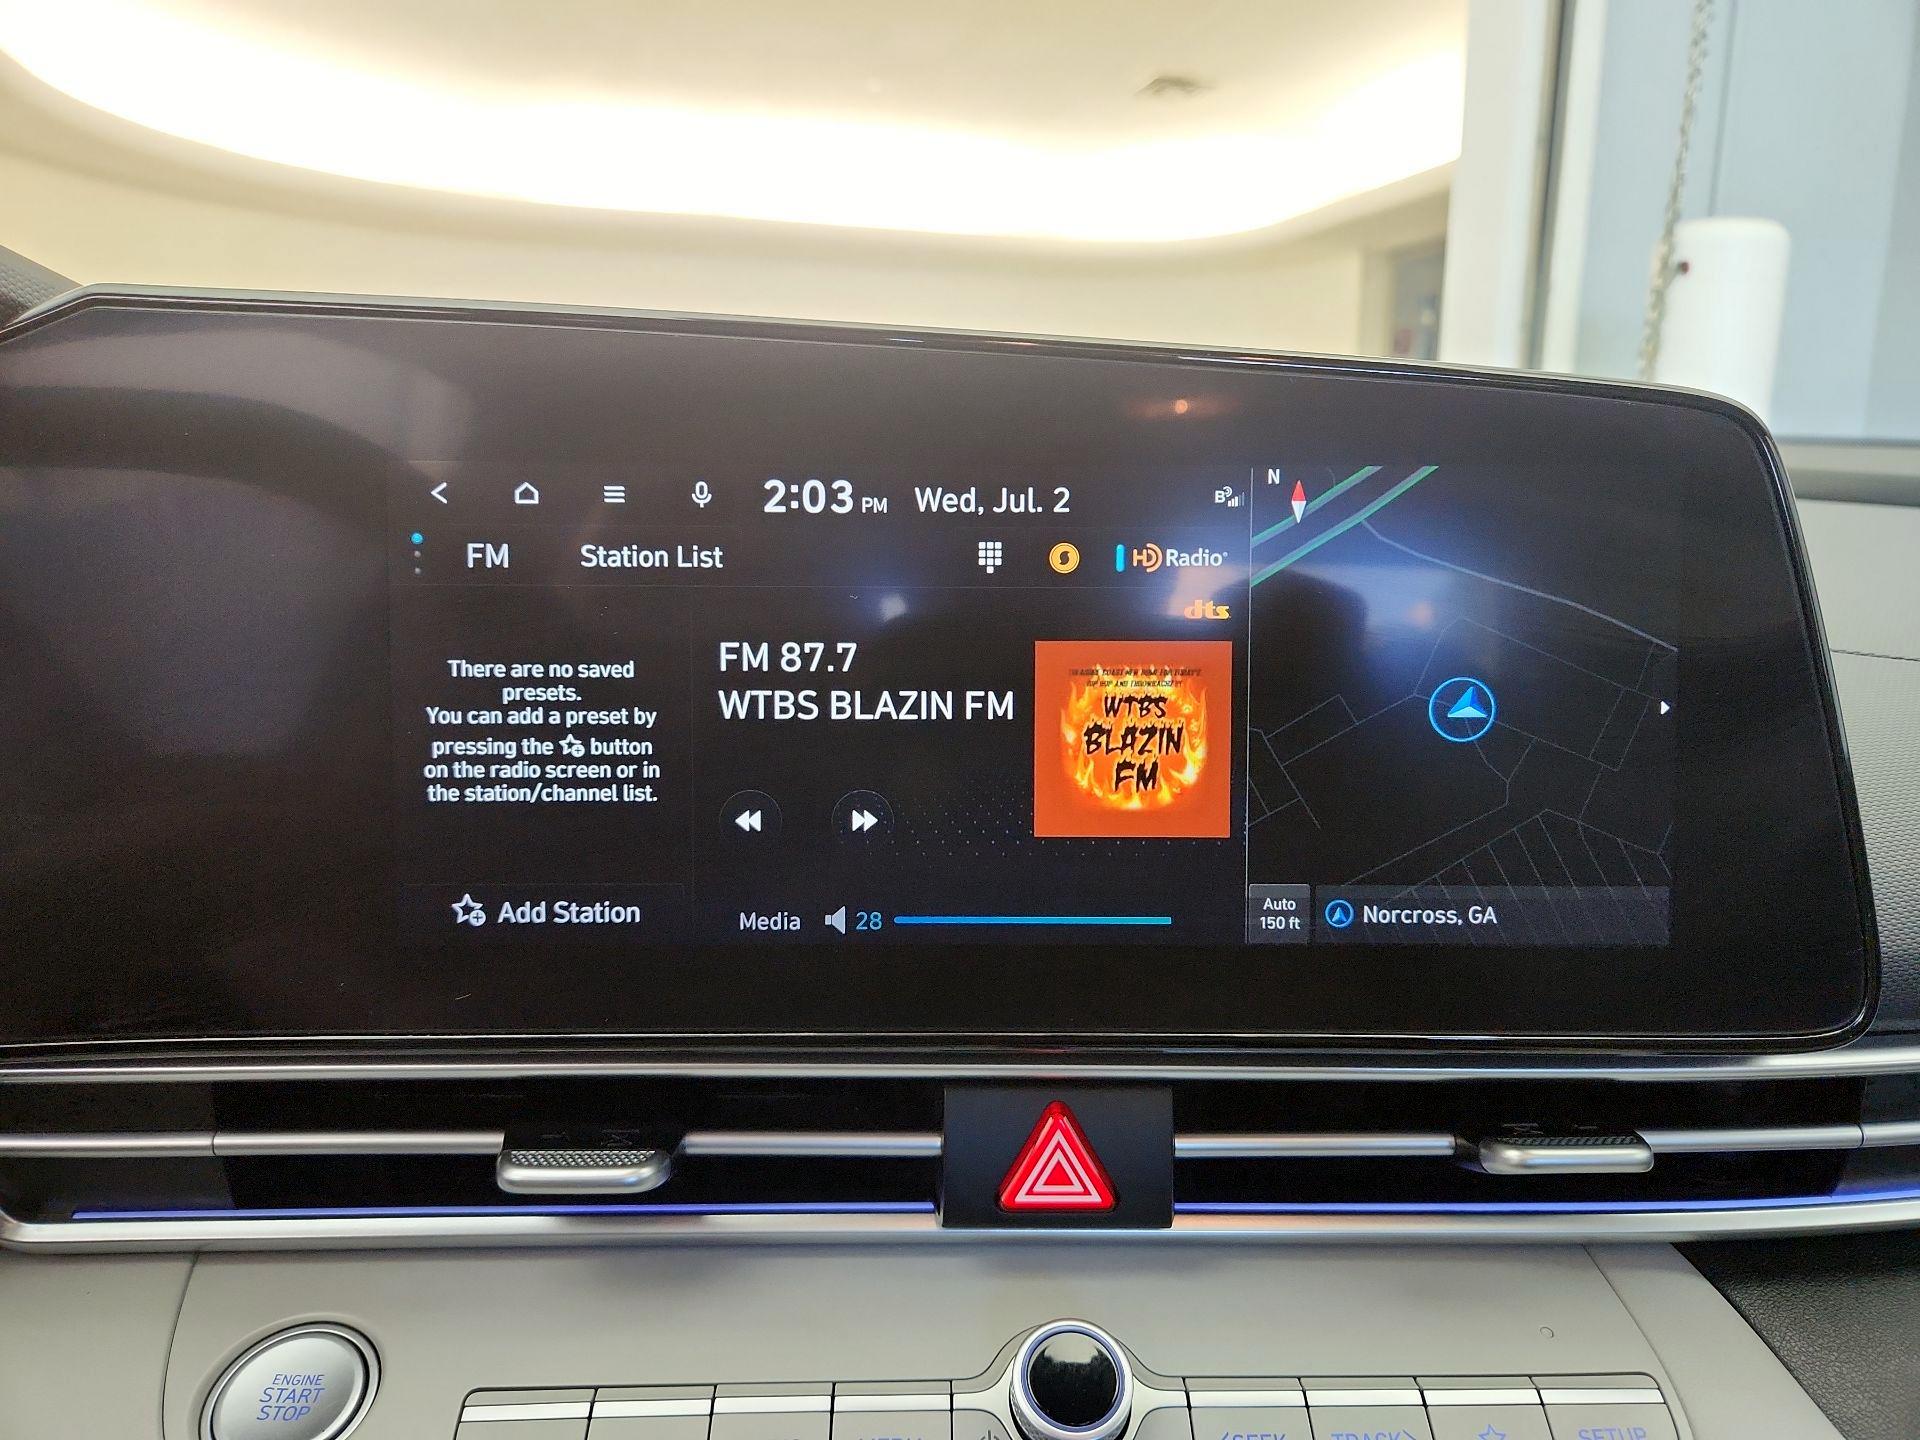 2:03 PM Wed, Jul. 2
B
N
FM Station List
HD Radio
dts
There are no saved
presets.
You can add a preset by
pressing the button
on the radio screen or in
the station/channel list.
Add Station
FM 87.7
WTBS BLAZIN FM
WTBS
BLAZIN
FM
Media 28
Auto
150 ft
Norcross, GA
ENGINE
START
STOP
<SEEK
TRACK>
SETUP